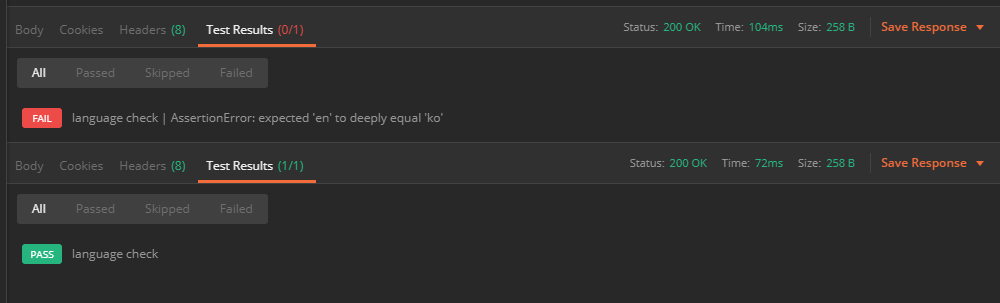 Body Cookies Headers (8) Test Results (0/1) Status: 200 OK Time: 104ms Size: 258 B Save Response
All Passed Skipped Failed
FAIL language check | AssertionError: expected 'en' to deeply equal 'ko'
Body Cookies Headers (8) Test Results (1/1) Status: 200 OK Time: 72ms Size: 258 B Save Response
All Passed Skipped Failed
PASS language check